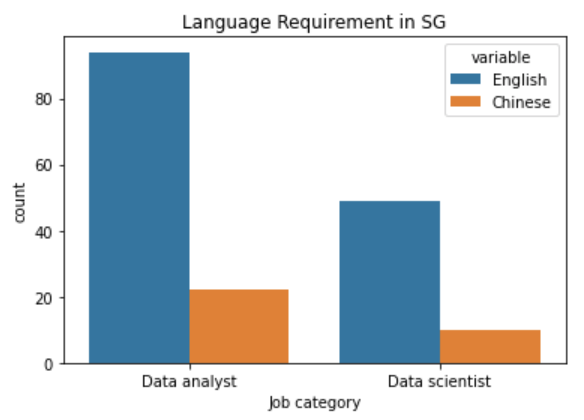 Language Requirement in SG
variable
English
Chinese
80
60
40
20
0
count
Data analyst
Data scientist
Job category